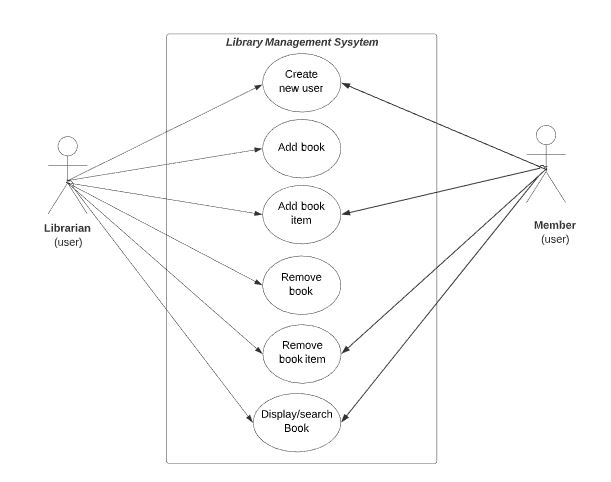 Library Management Sysytem
Create
new user
Add book
Add book
item
Remove
book
Remove
book item
Display/search
Book
Librarian
(user)
Member
(user)